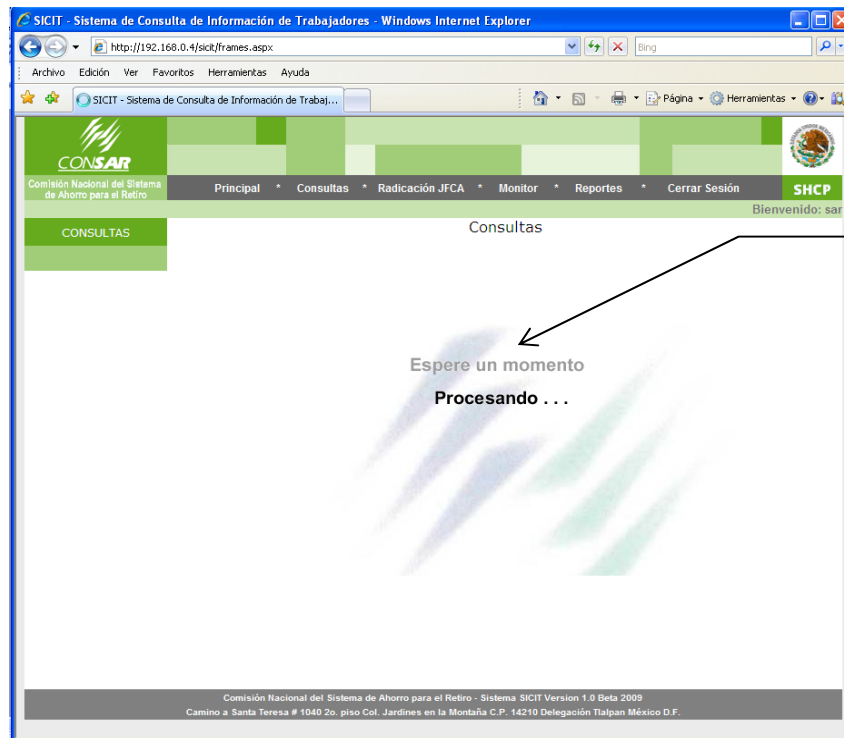 SICIT - Sistema de Consulta de Información de Trabajadores - Windows Internet Explorer
http://192.168.0.4/sicit/frames.aspx
Bing
Archivo Edición Ver Favoritos Herramientas Ayuda
SICIT - Sistema de Consulta de Información de Trabaj...
Página Herramientas
CONSAR
Comisión Nacional del Sistema
de Ahorro para el Retiro
Principal * Consultas * Radicación JFCA * Monitor * Reportes * Cerrar Sesión
SHCP
Bienvenido: sar
CONSULTAS
Consultas
Espere un momento
Procesando . . .
Comisión Nacional del Sistema de Ahorro para el Retiro - Sistema SICIT Version 1.0 Beta 2009
Camino a Santa Teresa # 1040 2o. piso Col. Jardines en la Montaña C.P. 14210 Delegación Tlalpan México D.F.